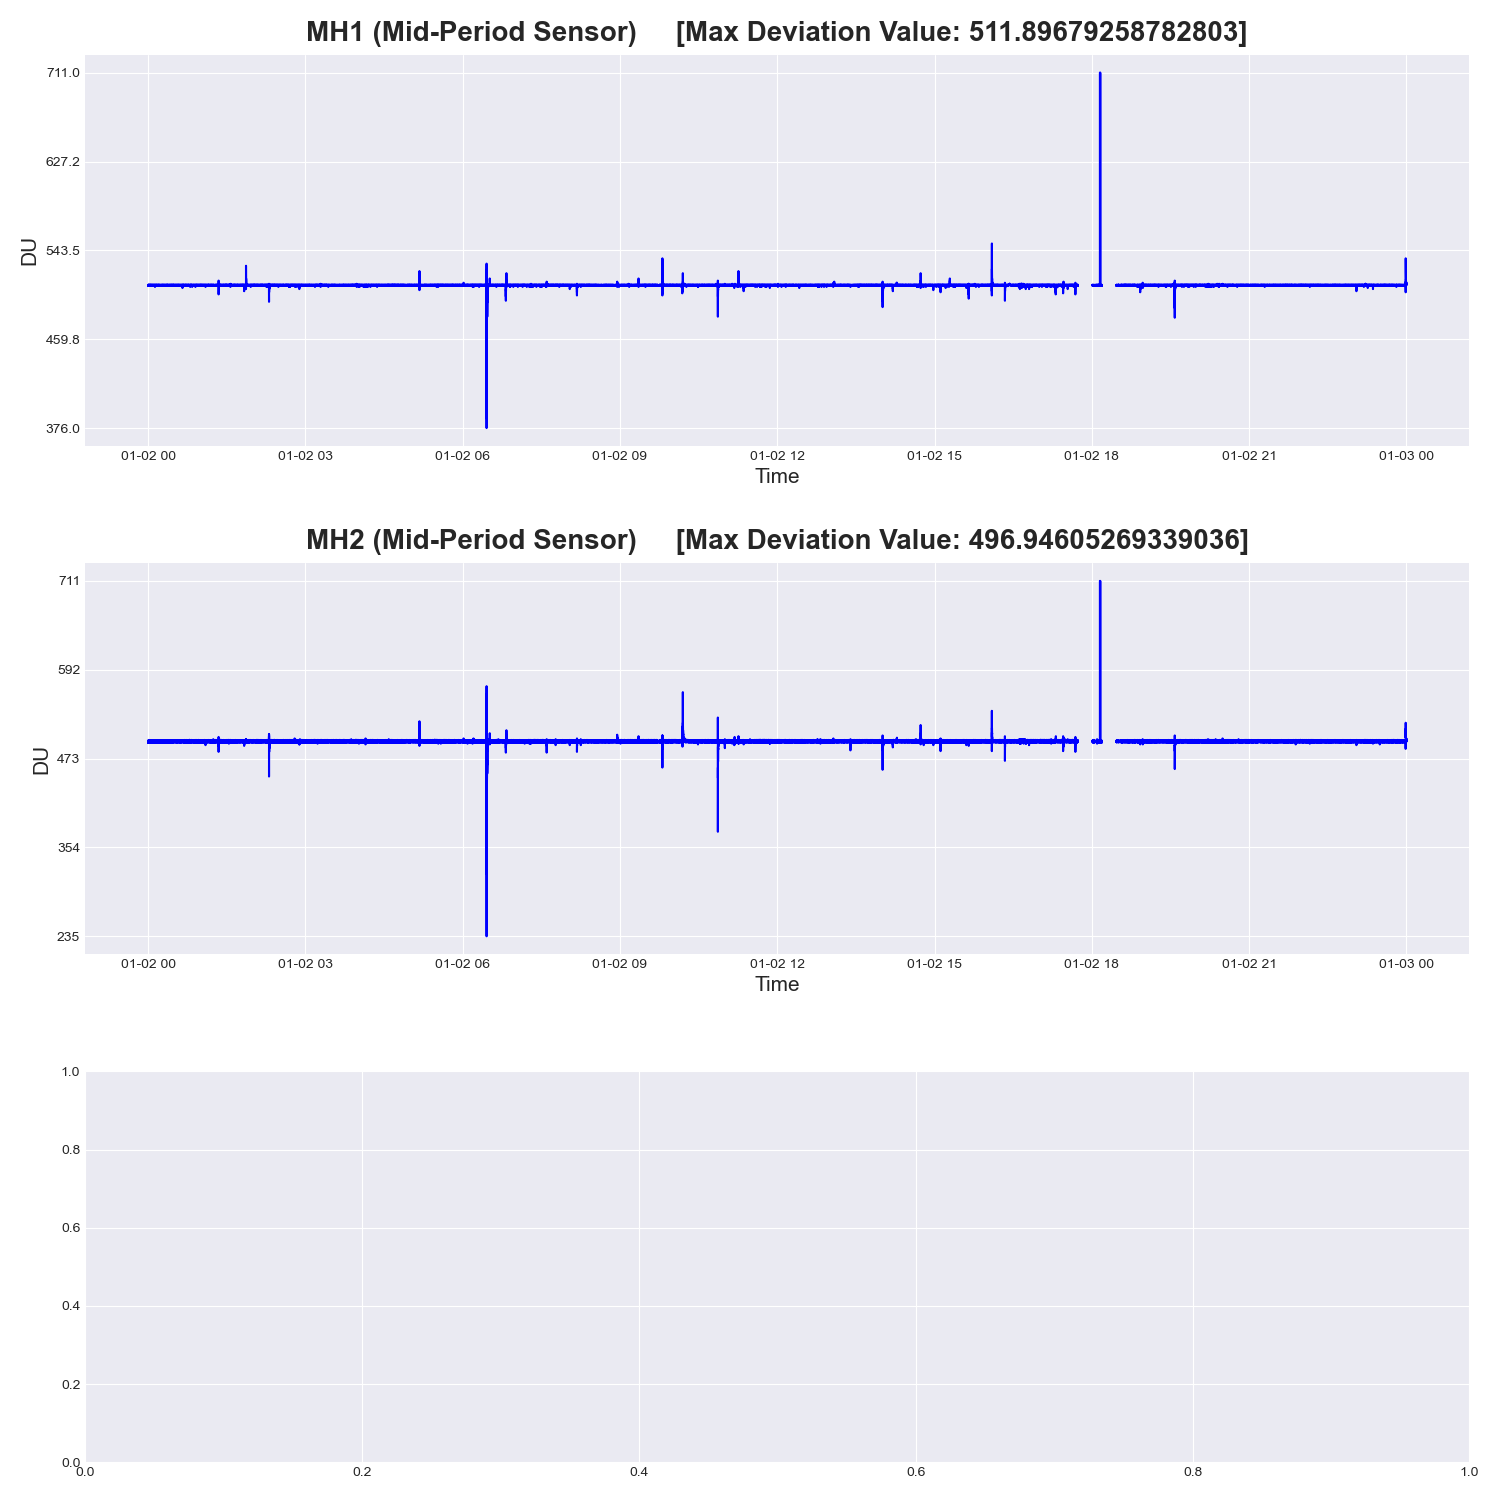 MH1 (Mid-Period Sensor) [Max Deviation Value: 511.89679258782803]
711.0
627.2
543.5
459.8
376.0
DU
01-02 00 01-02 03 01-02 06 01-02 09 01-02 12 01-02 15 01-02 18 01-02 21 01-03 00
Time
MH2 (Mid-Period Sensor) [Max Deviation Value: 496.94605269339036]
711
592
473
354
235
DU
01-02 00 01-02 03 01-02 06 01-02 09 01-02 12 01-02 15 01-02 18 01-02 21 01-03 00
Time
1.0
0.8
0.6
0.4
0.2
0.0
0.0 0.2 0.4 0.6 0.8 1.0